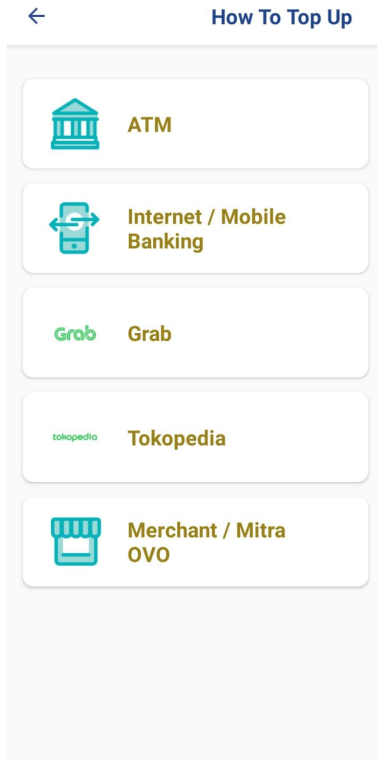 How To Top Up
ATM
Internet / Mobile
Banking
Grab
Grab
tokopedia
Tokopedia
Merchant / Mitra
OVO